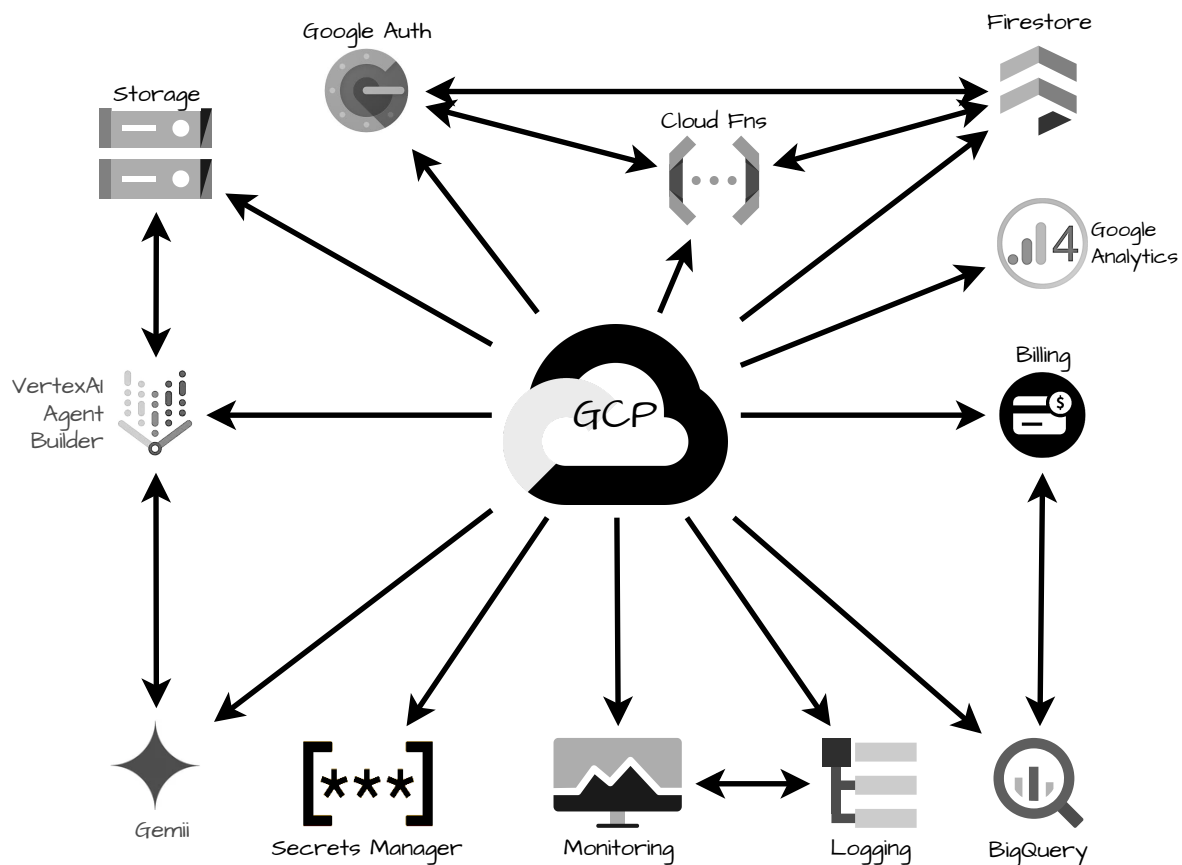 Google Auth
Firestore
Storage
Cloud Fns
4
Google
Analytics
VertexAI
Agent
Builder
GCP
Billing
$
[***]
Gemii
Secrets Manager
Monitoring
Logging
BigQuery